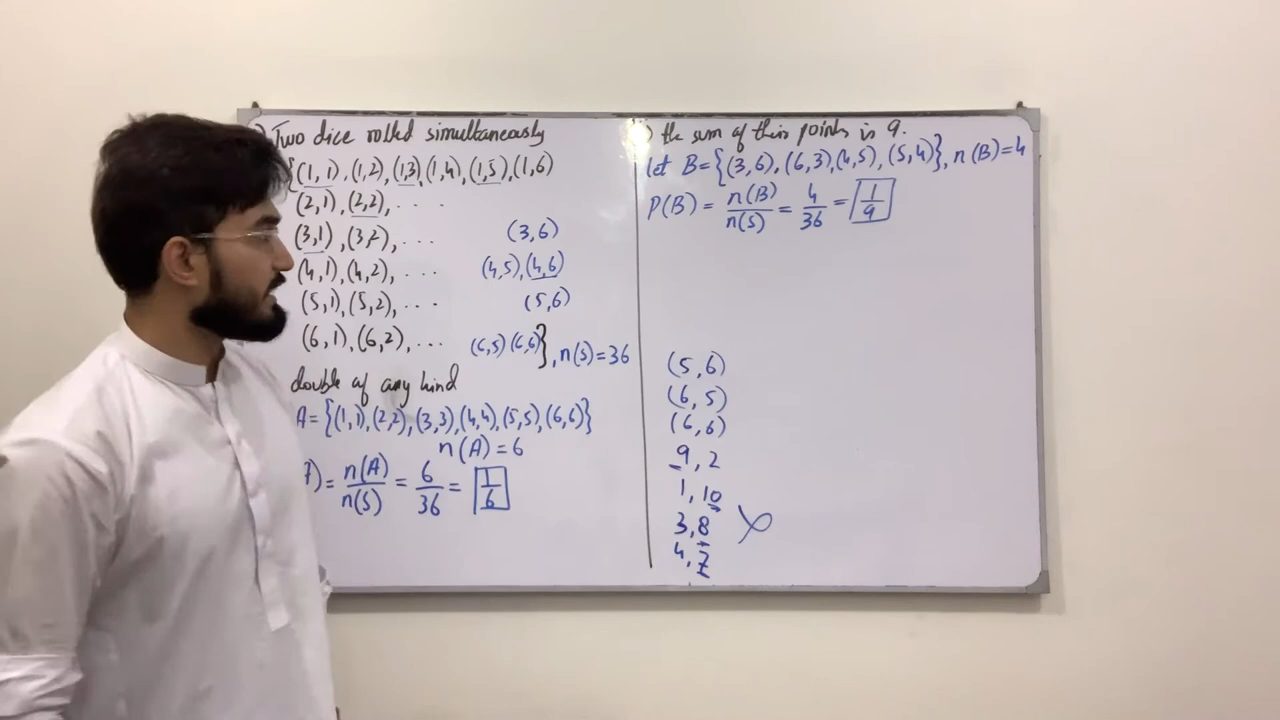 ) Two dice rolled simultaneously
{(1,1),(1,2),(1,3),(1,4),(1,5),(1,6)
(2,1),(2,2),...
(3,1),(3,2),... (3,6)
(4,1),(4,2),... (4,5),(4,6)
(5,1),(5,2),... (5,6)
(6,1),(6,2),... (6,5)(6,6)}, n(S)=36
double of any kind
A={(1,1),(2,2),(3,3),(4,4),(5,5),(6,6)}
n(A)=6
)= n(A)/n(S) = 6/36 = 1/6
) the sum of their points is 9.
let B={(3,6),(6,3),(4,5),(5,4)}, n(B)=4
P(B) = n(B)/n(S) = 4/36 = 1/9
(5,6)
(6,5)
(6,6)
9,2
1,10
3,8
4,7